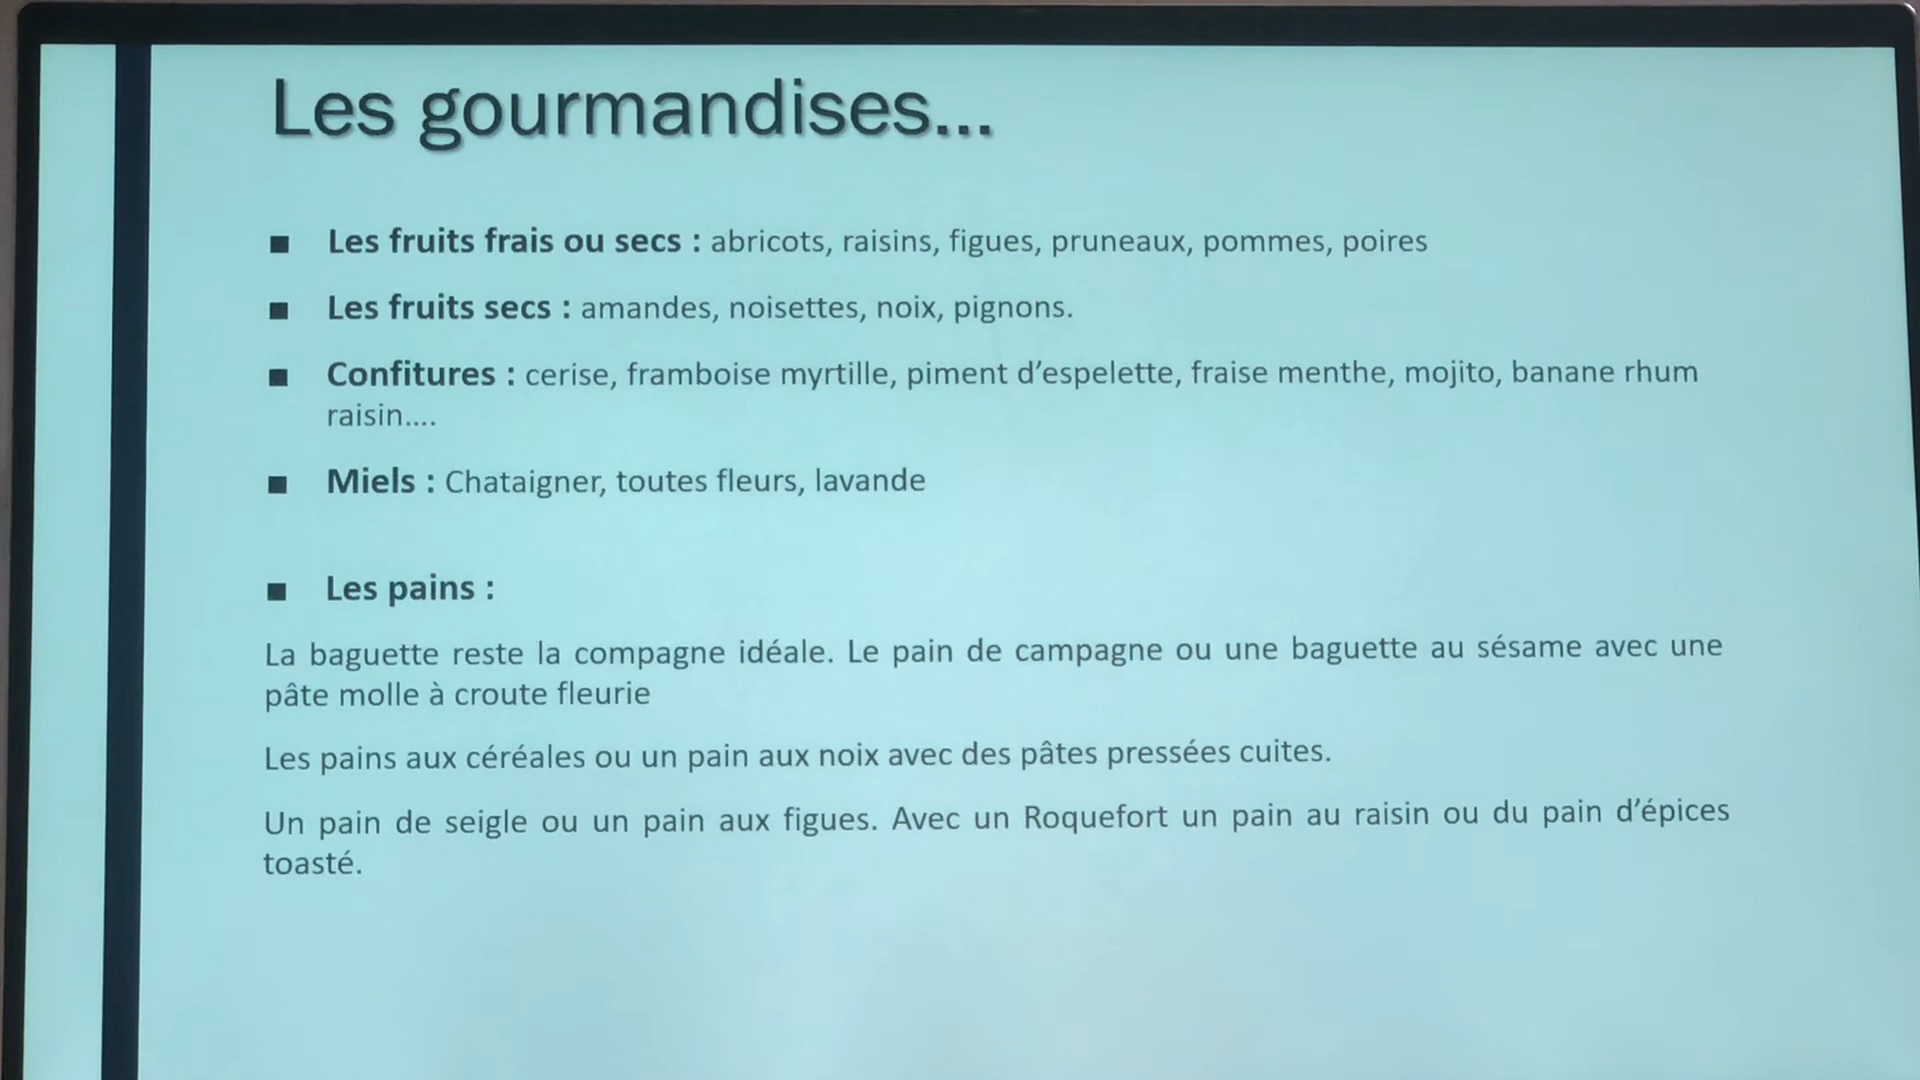 Les gourmandises...
■ Les fruits frais ou secs : abricots, raisins, figues, pruneaux, pommes, poires
■ Les fruits secs : amandes, noisettes, noix, pignons.
■ Confitures : cerise, framboise myrtille, piment d’espelette, fraise menthe, mojito, banane rhum
raisin....
■ Miels : Chataigner, toutes fleurs, lavande
■ Les pains :
La baguette reste la compagne idéale. Le pain de campagne ou une baguette au sésame avec une
pâte molle à croute fleurie
Les pains aux céréales ou un pain aux noix avec des pâtes pressées cuites.
Un pain de seigle ou un pain aux figues. Avec un Roquefort un pain au raisin ou du pain d’épices
toasté.